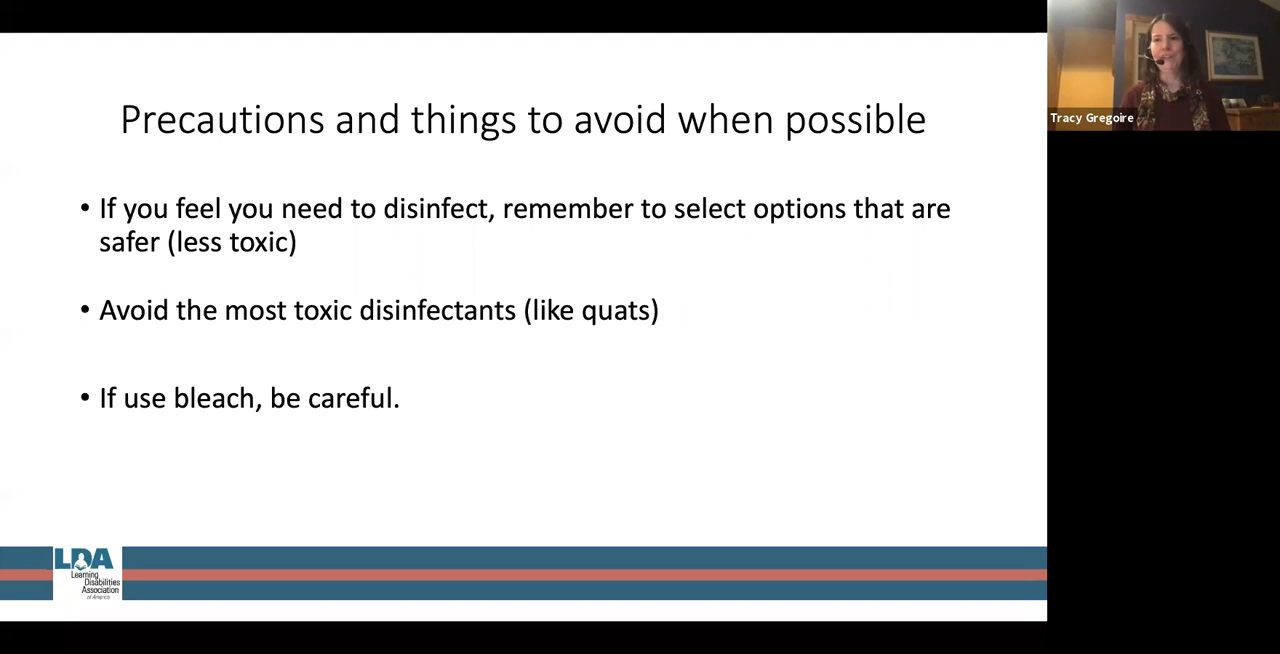 Precautions and things to avoid when possible
• If you feel you need to disinfect, remember to select options that are
safer (less toxic)
• Avoid the most toxic disinfectants (like quats)
• If use bleach, be careful.
LDA
Learning
Disabilities
Association
of America
Tracy Gregoire